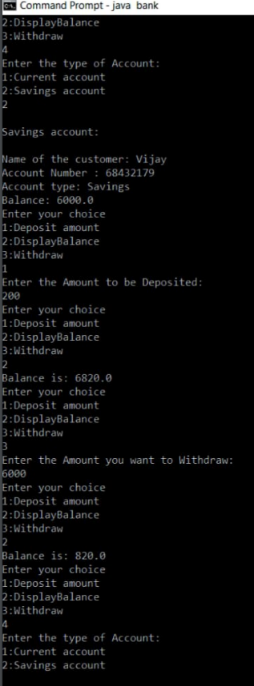 Command Prompt - java bank
2:DisplayBalance
3:Withdraw
4
Enter the type of Account:
1:Current account
2:Savings account
2
Savings account:
Name of the customer: Vijay
Account Number : 68432179
Account type: Savings
Balance: 6000.0
Enter your choice
1:Deposit amount
2:DisplayBalance
3:Withdraw
1
Enter the Amount to be Deposited:
200
Enter your choice
1:Deposit amount
2:DisplayBalance
3:Withdraw
2
Balance is: 6820.0
Enter your choice
1:Deposit amount
2:DisplayBalance
3:Withdraw
3
Enter the Amount you want to Withdraw:
6000
Enter your choice
1:Deposit amount
2:DisplayBalance
3:Withdraw
2
Balance is: 820.0
Enter your choice
1:Deposit amount
2:DisplayBalance
3:Withdraw
4
Enter the type of Account:
1:Current account
2:Savings account